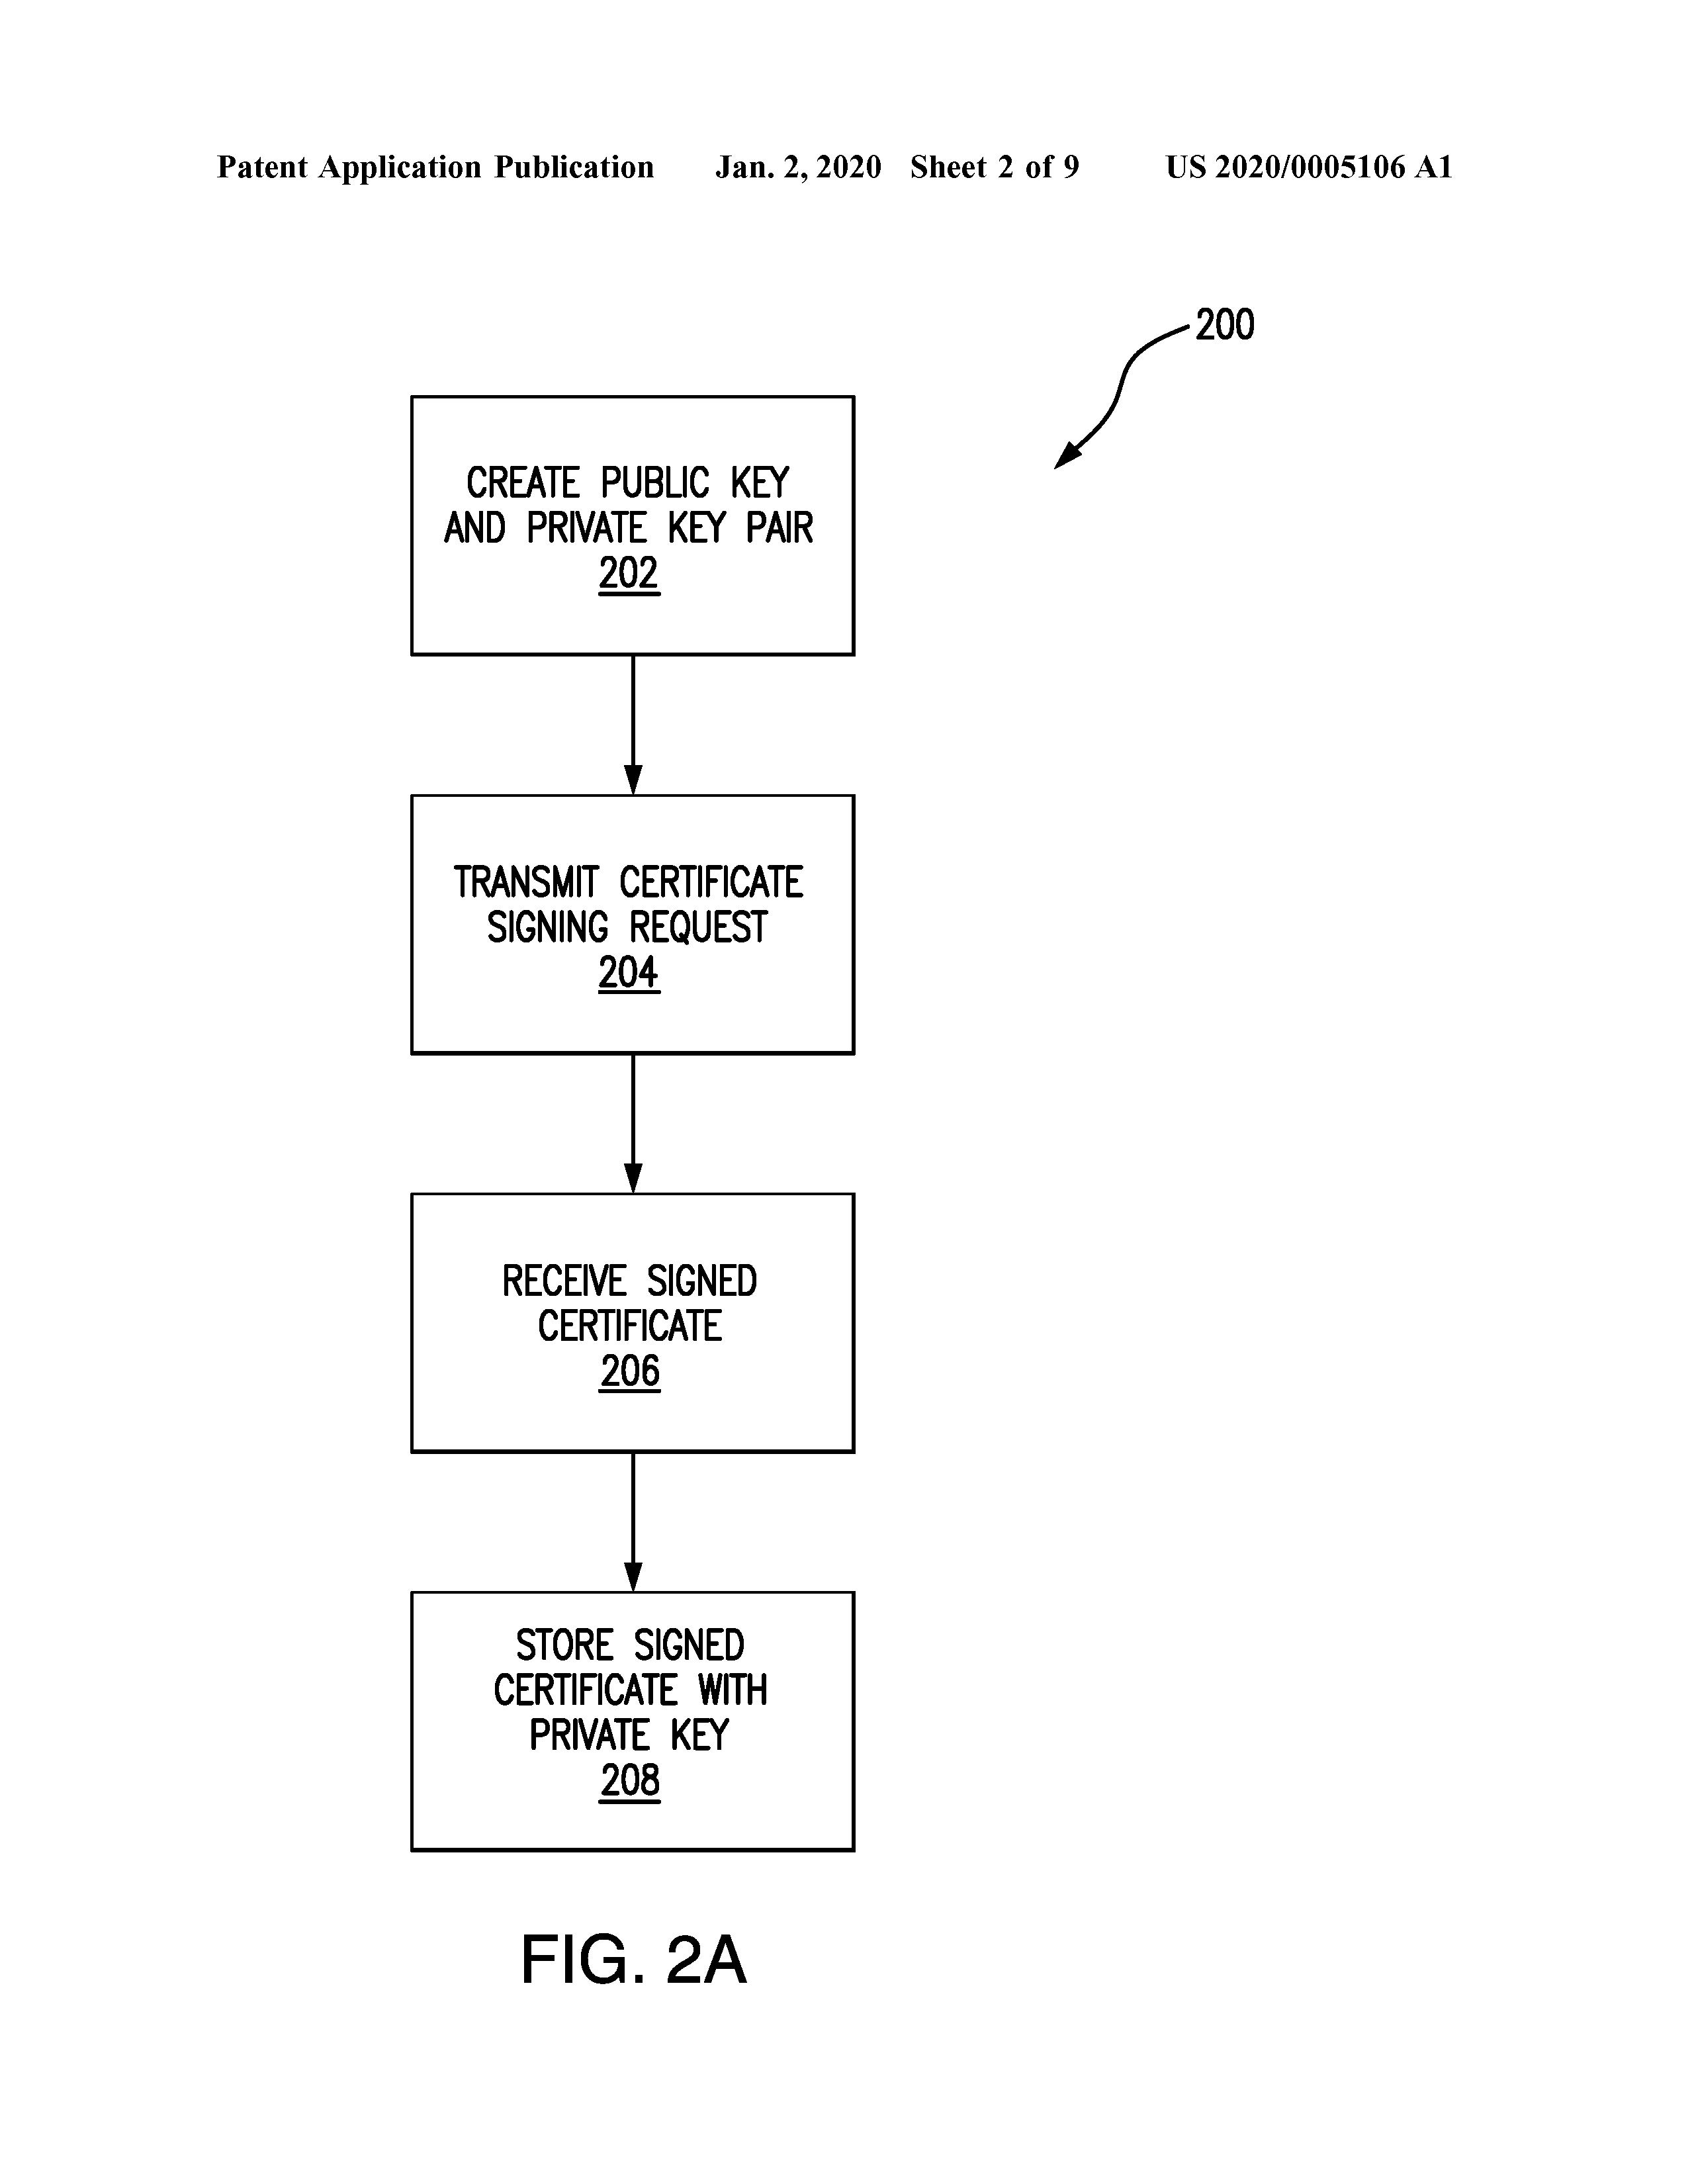 Patent Application Publication Jan. 2, 2020 Sheet 2 of 9 US 2020/0005106 A1
200
CREATE PUBLIC KEY
AND PRIVATE KEY PAIR
202
TRANSMIT CERTIFICATE
SIGNING REQUEST
204
RECEIVE SIGNED
CERTIFICATE
206
STORE SIGNED
CERTIFICATE WITH
PRIVATE KEY
208
FIG. 2A